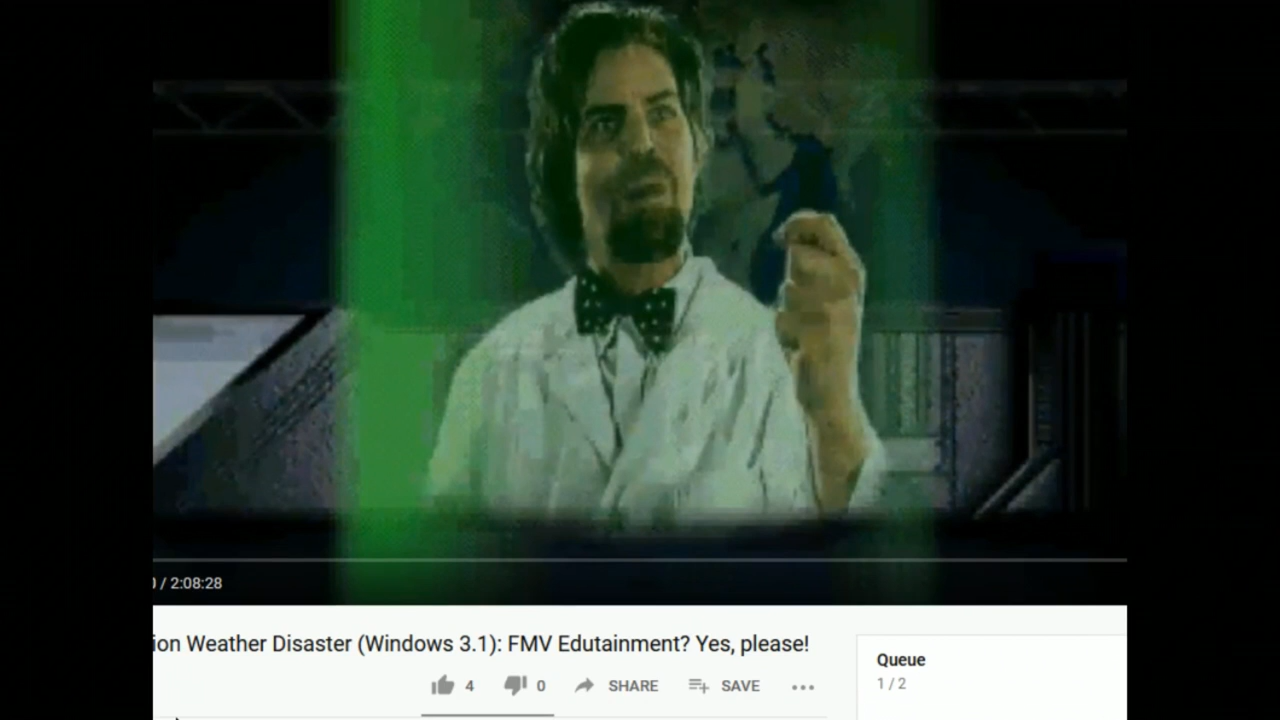 / 2:08:28
ion Weather Disaster (Windows 3.1): FMV Edutainment? Yes, please!
4 0 SHARE SAVE
Queue
1 / 2